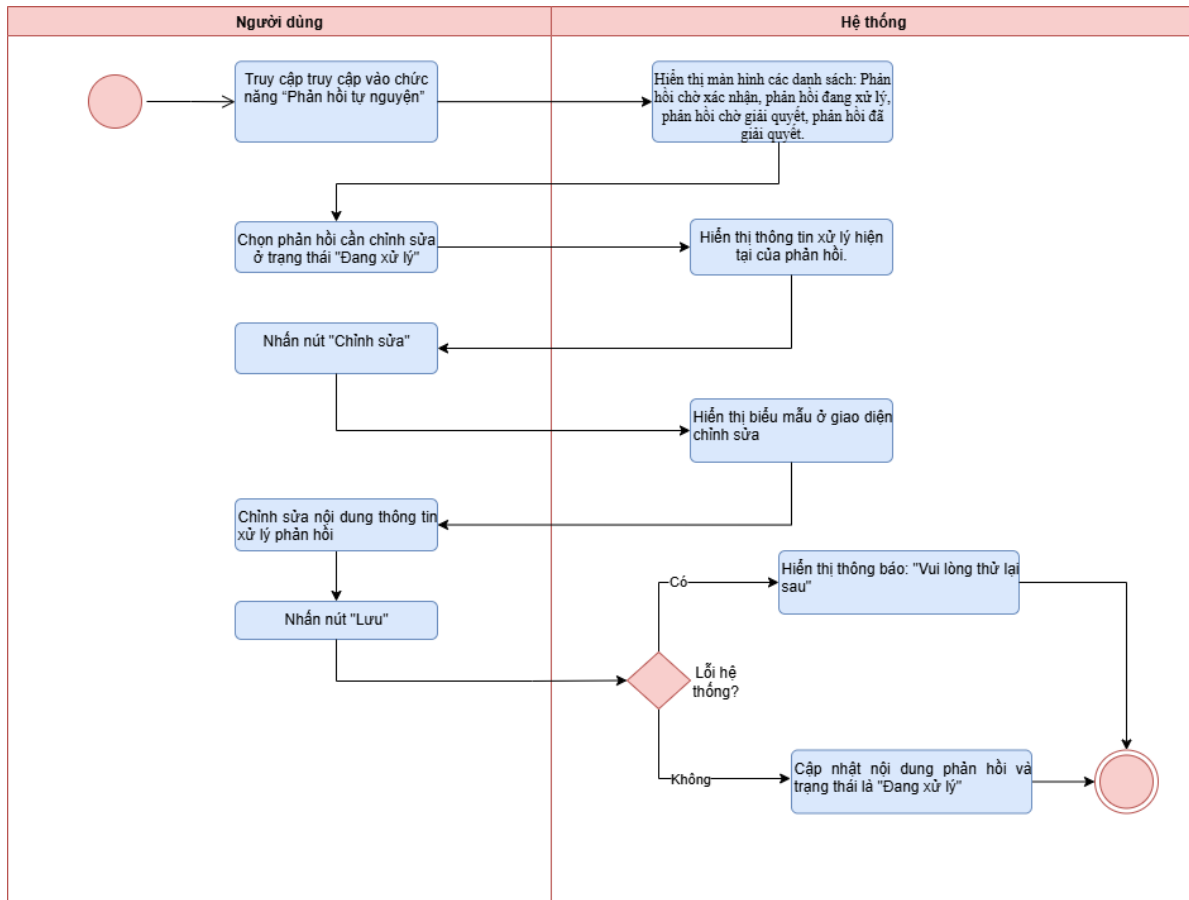 Người dùng
Hệ thống
Truy cập truy cập vào chức
năng “Phản hồi tự nguyện”
Hiển thị màn hình các danh sách: Phản
hồi chờ xác nhận, phản hồi đang xử lý,
phản hồi chờ giải quyết, phản hồi đã
giải quyết.
Chọn phản hồi cần chỉnh sửa
ở trạng thái "Đang xử lý"
Hiển thị thông tin xử lý hiện
tại của phản hồi.
Nhấn nút "Chỉnh sửa"
Hiển thị biểu mẫu ở giao diện
chỉnh sửa
Chỉnh sửa nội dung thông tin
xử lý phản hồi
Nhấn nút "Lưu"
Lỗi hệ
thống?
Có
Hiển thị thông báo: "Vui lòng thử lại
sau"
Không
Cập nhật nội dung phản hồi và
trạng thái là "Đang xử lý"